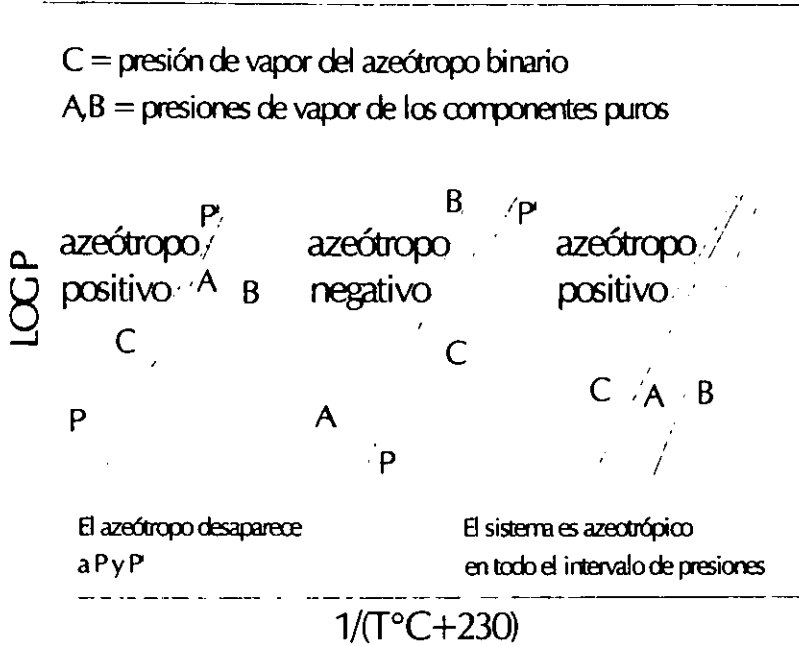 C = presión de vapor del azeótropo binario
A,B = presiones de vapor de los componentes puros
LOG P
P'
azeótropo
positivo
A
B
C
P
B
P'
azeótropo
negativo
C
A
P
azeótropo
positivo
C
A
B
El azeótropo desaparece
a P y P'
El sistema es azeotrópico
en todo el intervalo de presiones
1/(T°C+230)